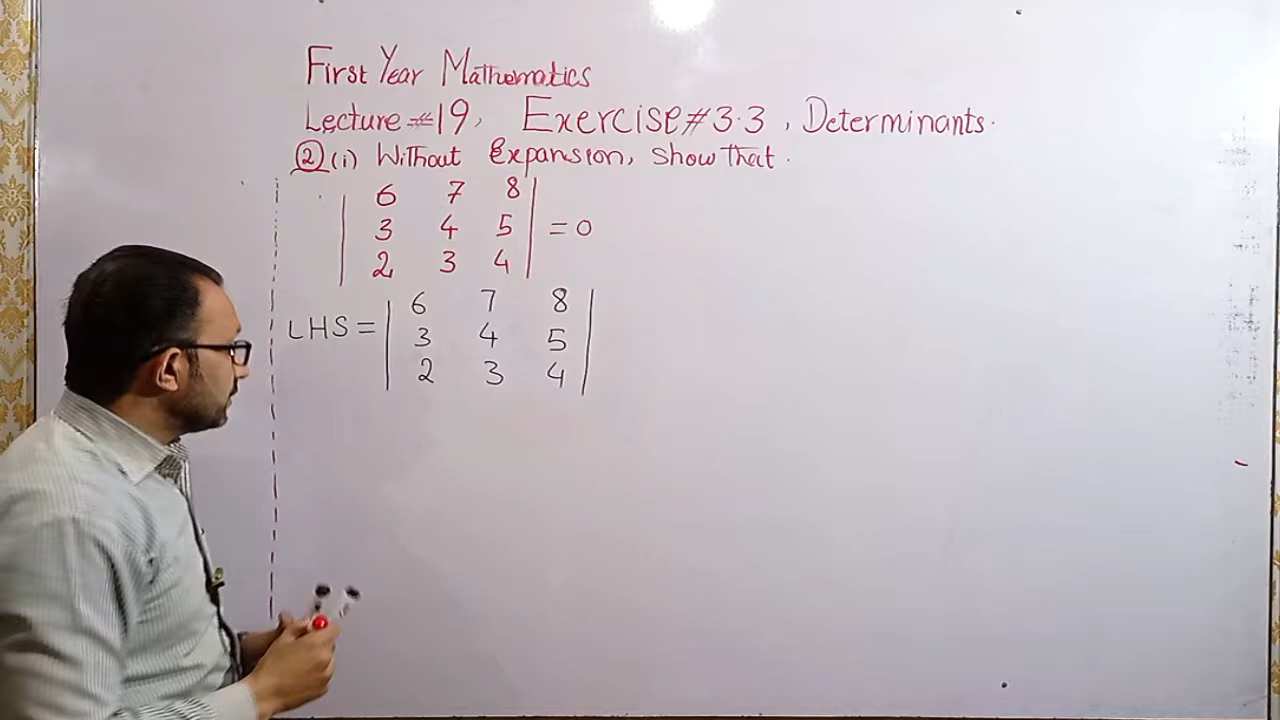 First Year Mathematics
Lecture #19, Exercise #3.3, Determinants.
② (i) Without Expansion, show that.
| 6 7 8 |
| 3 4 5 | = 0
| 2 3 4 |
| 6 7 8 |
LHS = | 3 4 5 |
| 2 3 4 |